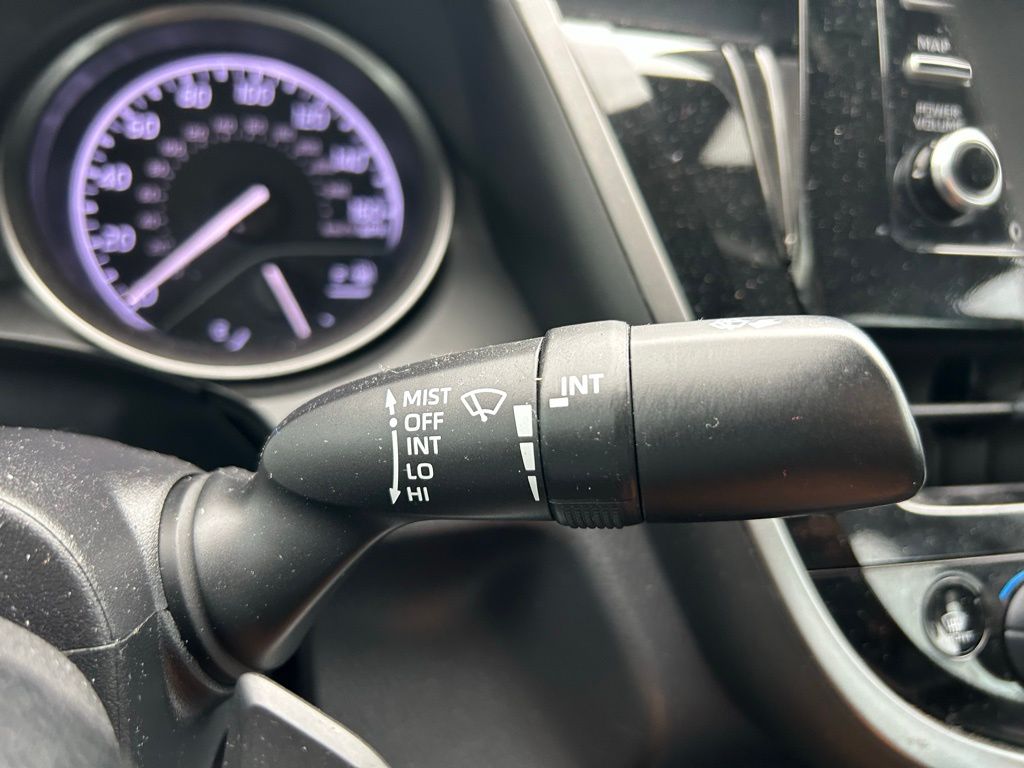 MAP
POWER
VOLUME
20
40
60
80
100
120
MIST
OFF
INT
LO
HI
INT